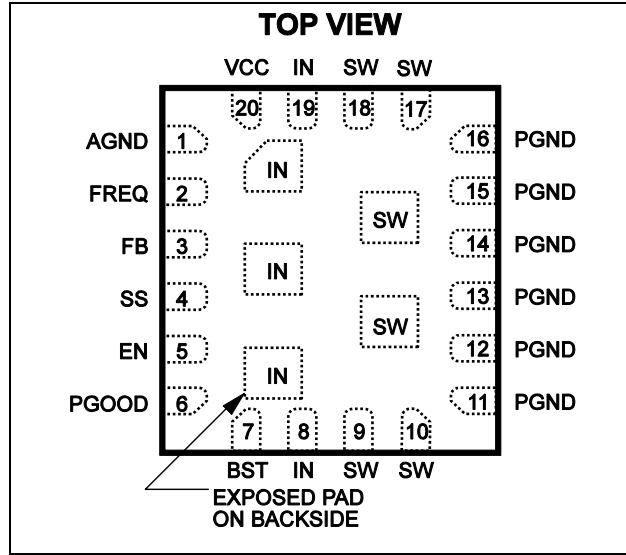 TOP VIEW
VCC IN SW SW
20 19 18 17
AGND 1 16 PGND
IN
FREQ 2 15 PGND
SW
FB 3 14 PGND
IN
SS 4 13 PGND
SW
EN 5 12 PGND
IN
PGOOD 6 11 PGND
7 8 9 10
BST IN SW SW
EXPOSED PAD
ON BACKSIDE